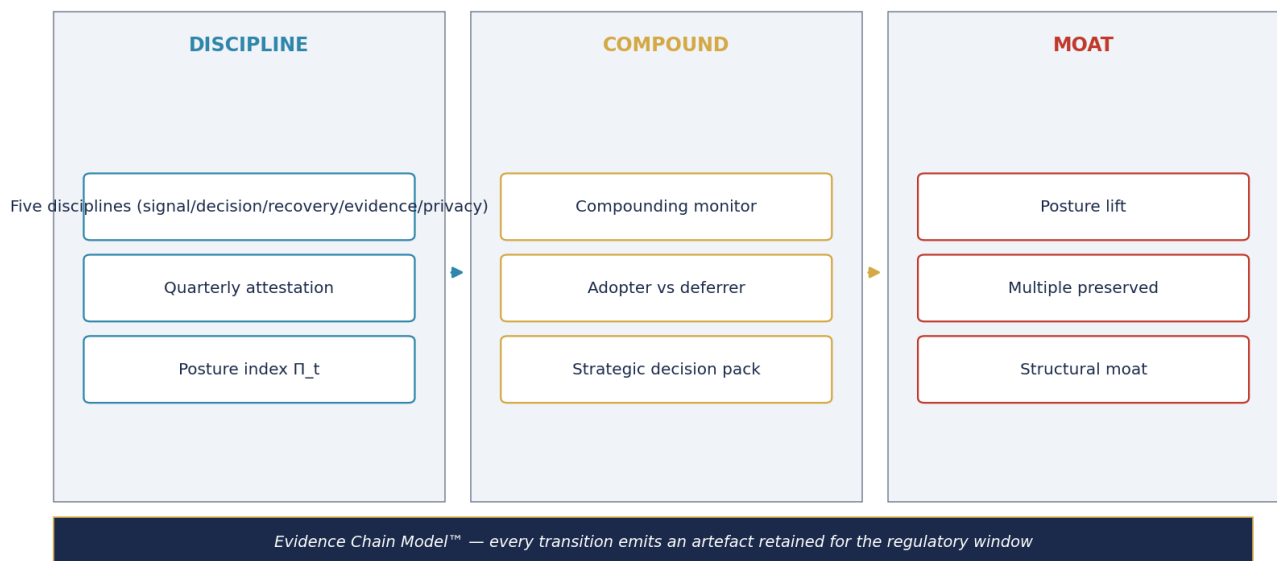 DISCIPLINE
Five disciplines (signal/decision/recovery/evidence/privacy)
Quarterly attestation
Posture index Π_t
COMPOUND
Compounding monitor
Adopter vs deferrer
Strategic decision pack
MOAT
Posture lift
Multiple preserved
Structural moat
Evidence Chain Model™ — every transition emits an artefact retained for the regulatory window